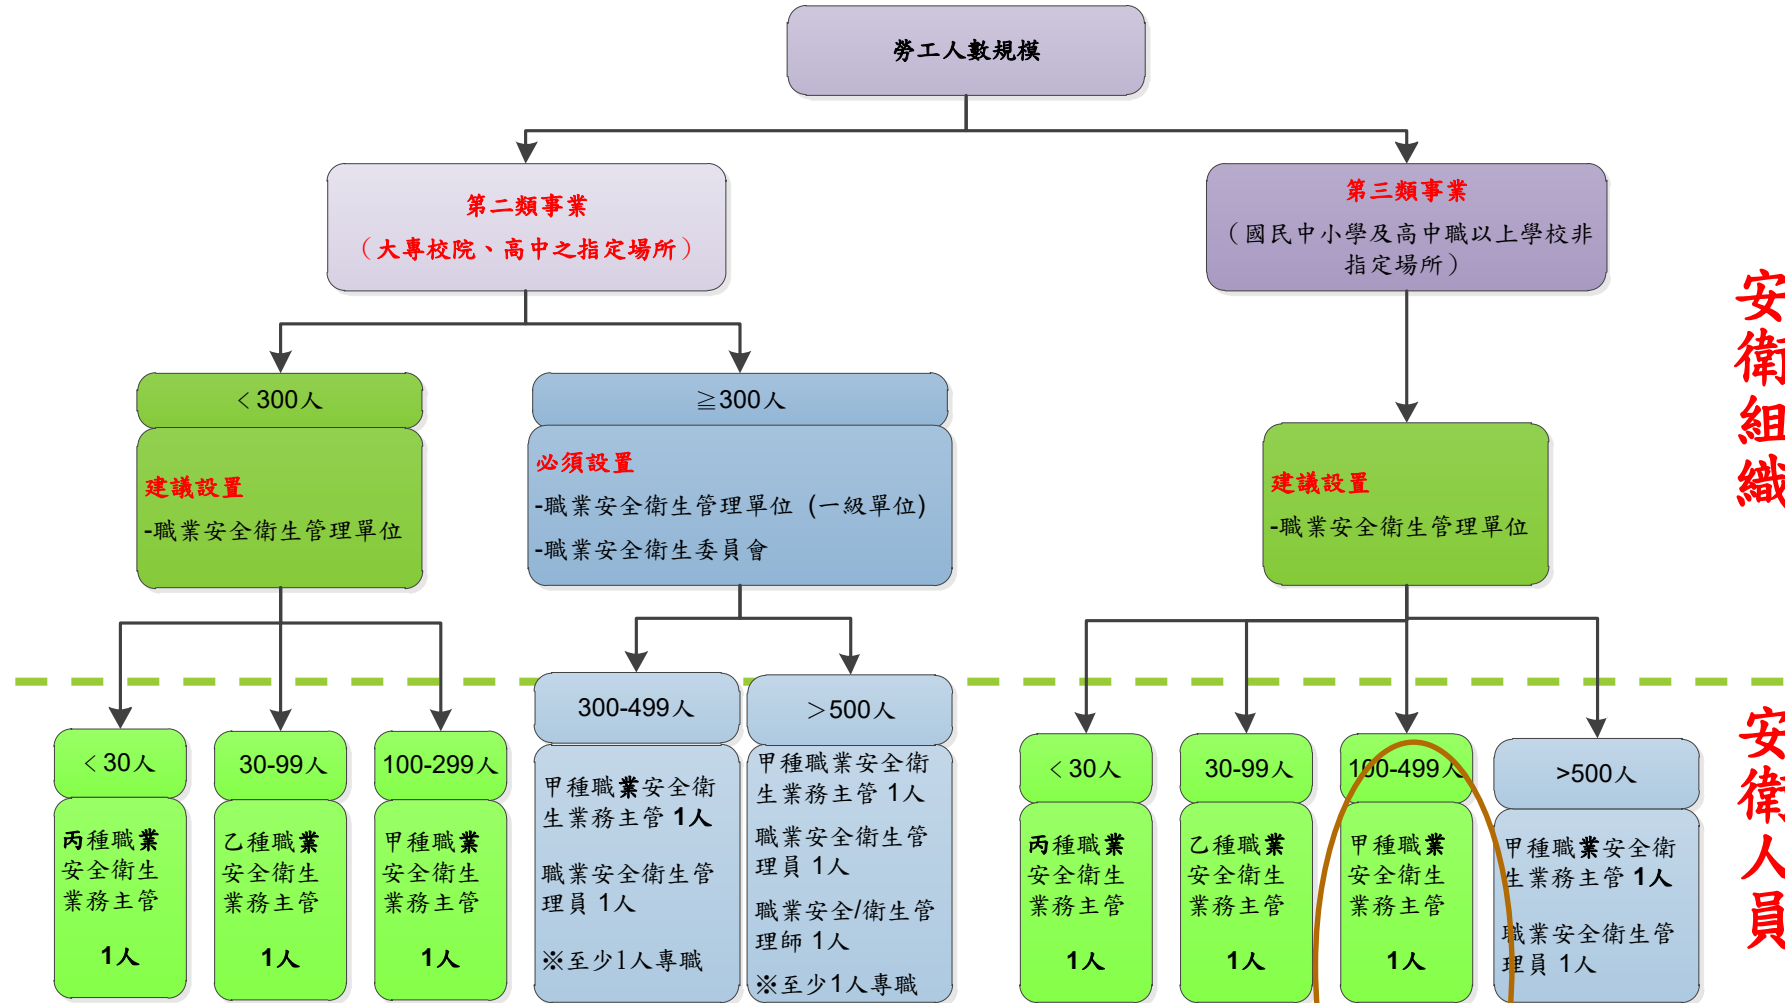 勞工人數規模
第二類事業
（大專校院、高中之指定場所）
第三類事業
（國民中小學及高中職以上學校非
指定場所）
安衛組織
＜300人
建議設置
-職業安全衛生管理單位
≧300人
必須設置
-職業安全衛生管理單位 (一級單位)
-職業安全衛生委員會
建議設置
-職業安全衛生管理單位
安衛人員
＜30人
丙種職業
安全衛生
業務主管
1人
30-99人
乙種職業
安全衛生
業務主管
1人
100-299人
甲種職業
安全衛生
業務主管
1人
300-499人
甲種職業安全衛
生業務主管 1人
職業安全衛生管
理員 1人
※至少1人專職
＞500人
甲種職業安全衛
生業務主管 1人
職業安全衛生管
理員 1人
職業安全/衛生管
理師 1人
※至少1人專職
＜30人
丙種職業
安全衛生
業務主管
1人
30-99人
乙種職業
安全衛生
業務主管
1人
100-499人
甲種職業
安全衛生
業務主管
1人
>500人
甲種職業安全衛
生業務主管 1人
職業安全衛生管
理員 1人